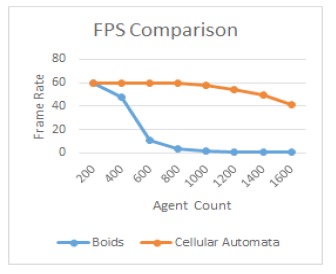 FPS Comparison
80
60
40
20
0
Frame Rate
200 400 600 800 1000 1200 1400 1600
Agent Count
Boids Cellular Automata